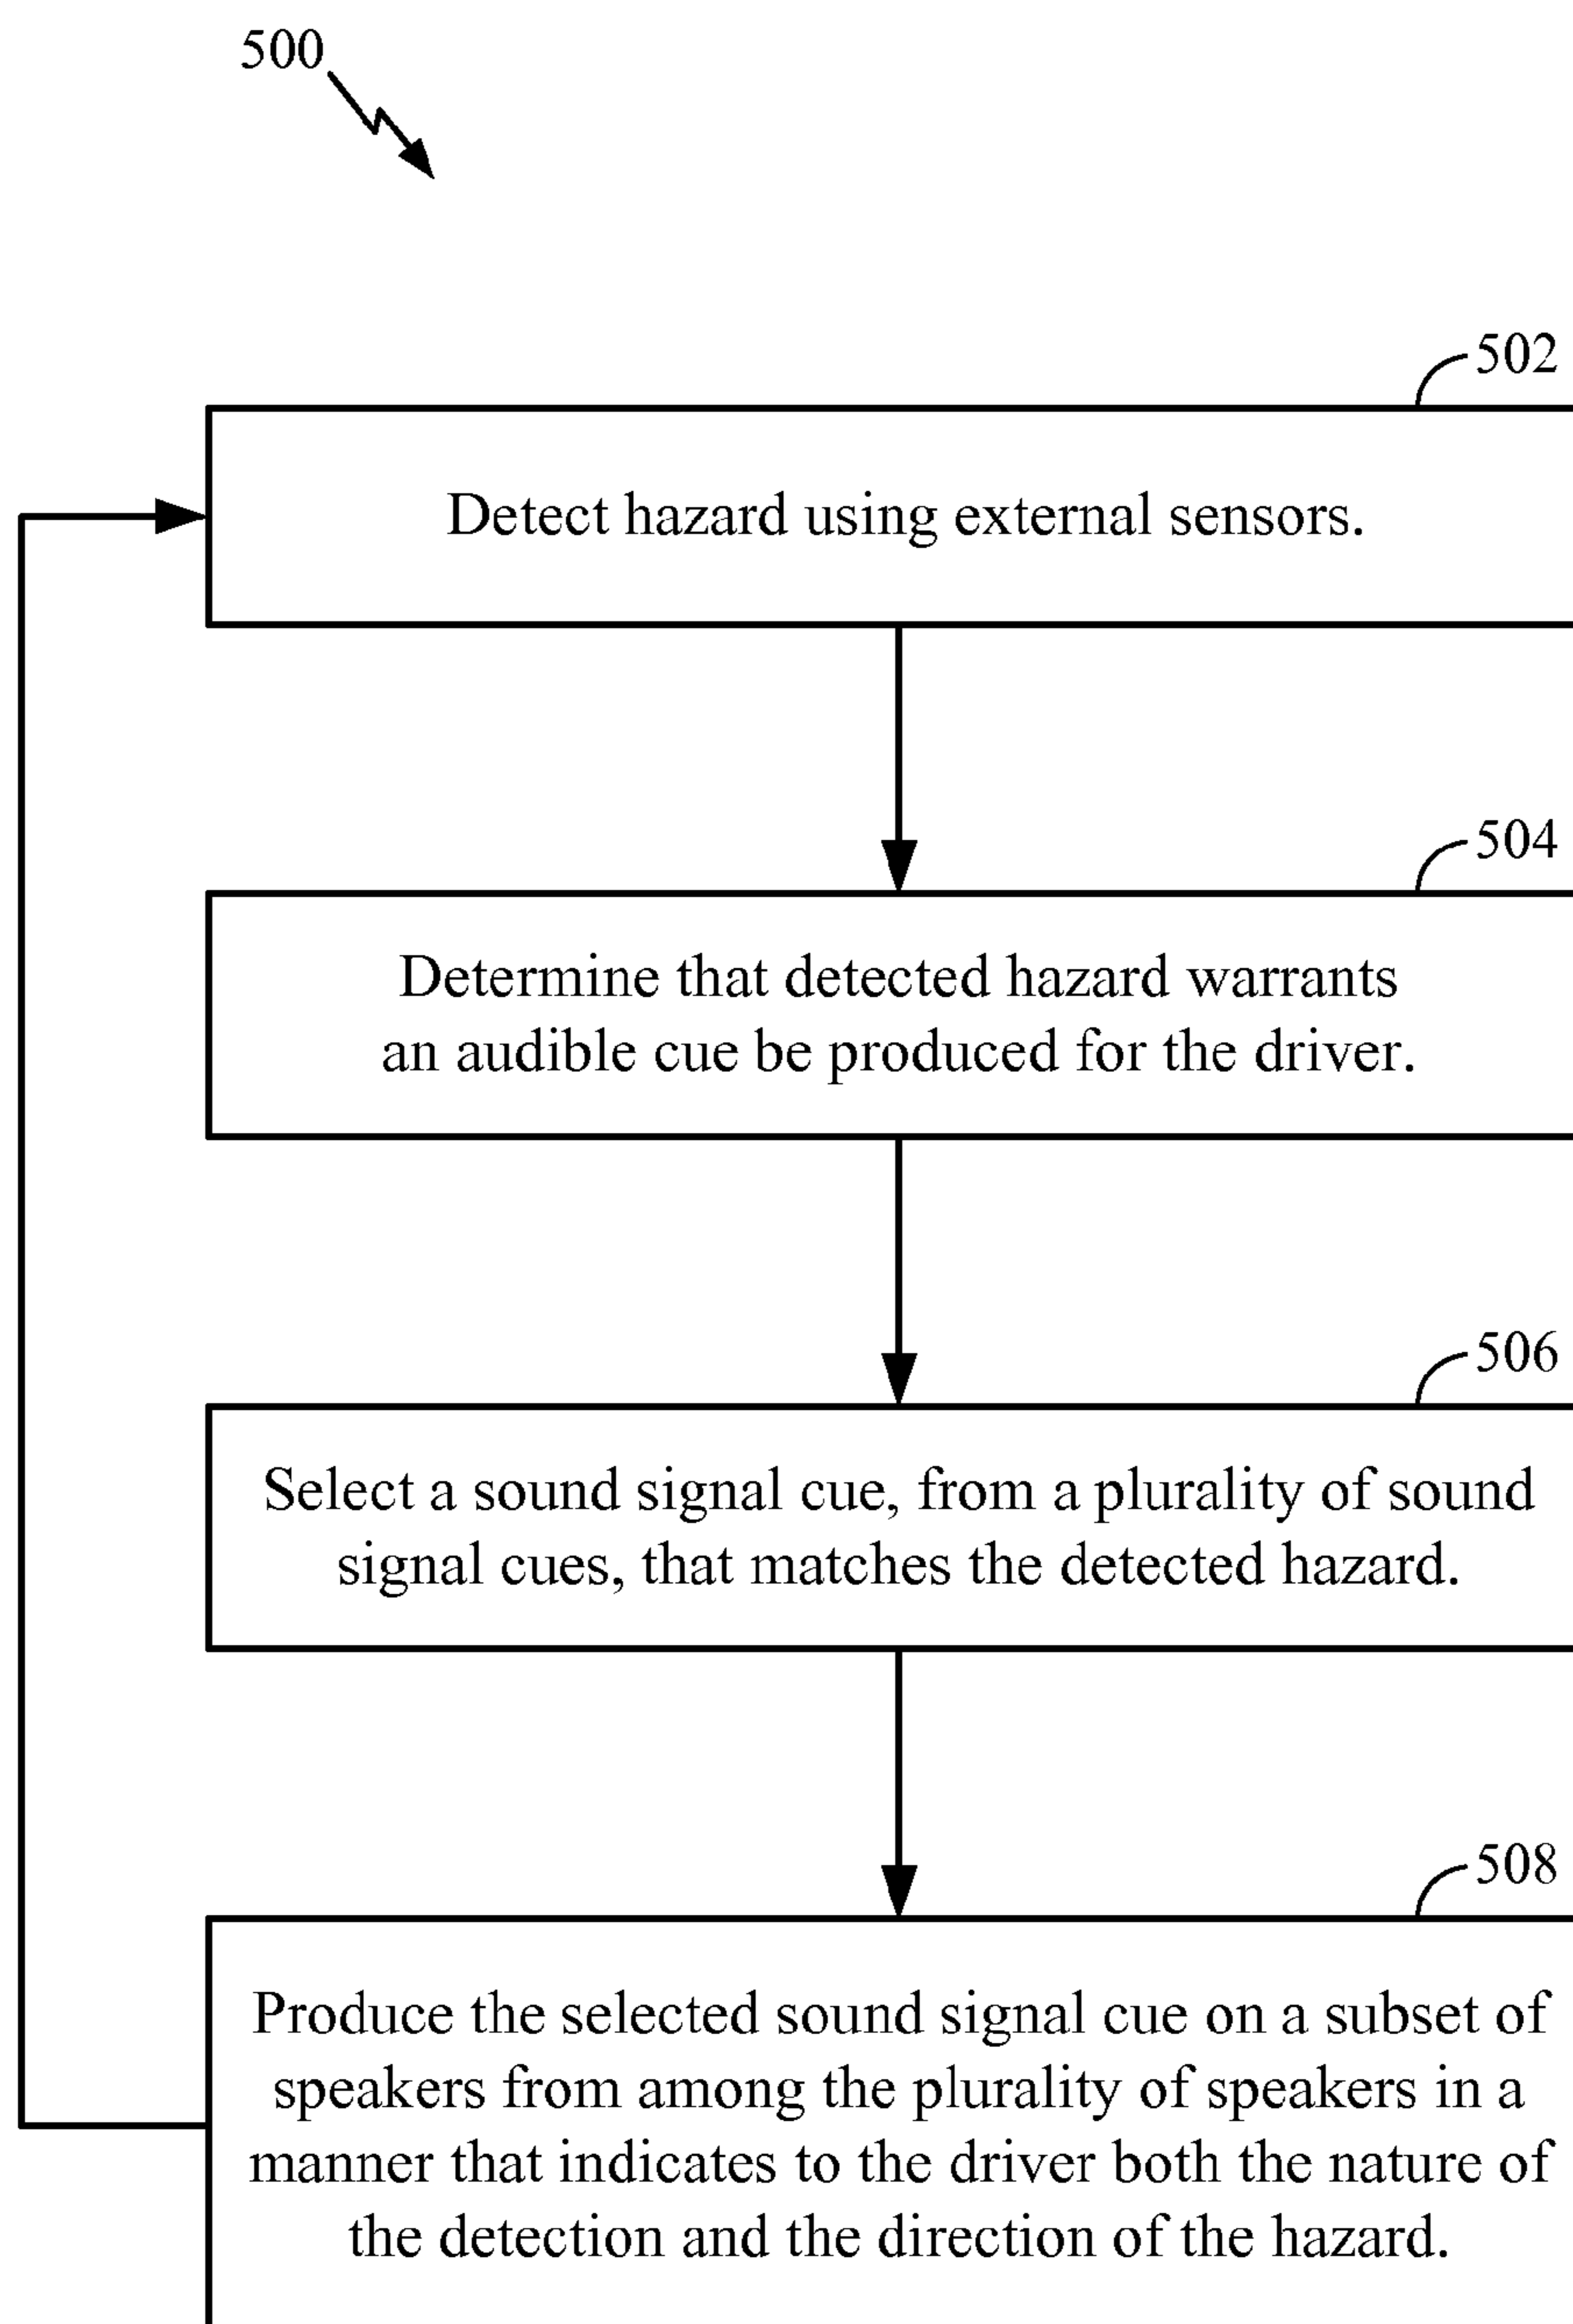 500
502
Detect hazard using external sensors.
504
Determine that detected hazard warrants
an audible cue be produced for the driver.
506
Select a sound signal cue, from a plurality of sound
signal cues, that matches the detected hazard.
508
Produce the selected sound signal cue on a subset of
speakers from among the plurality of speakers in a
manner that indicates to the driver both the nature of
the detection and the direction of the hazard.